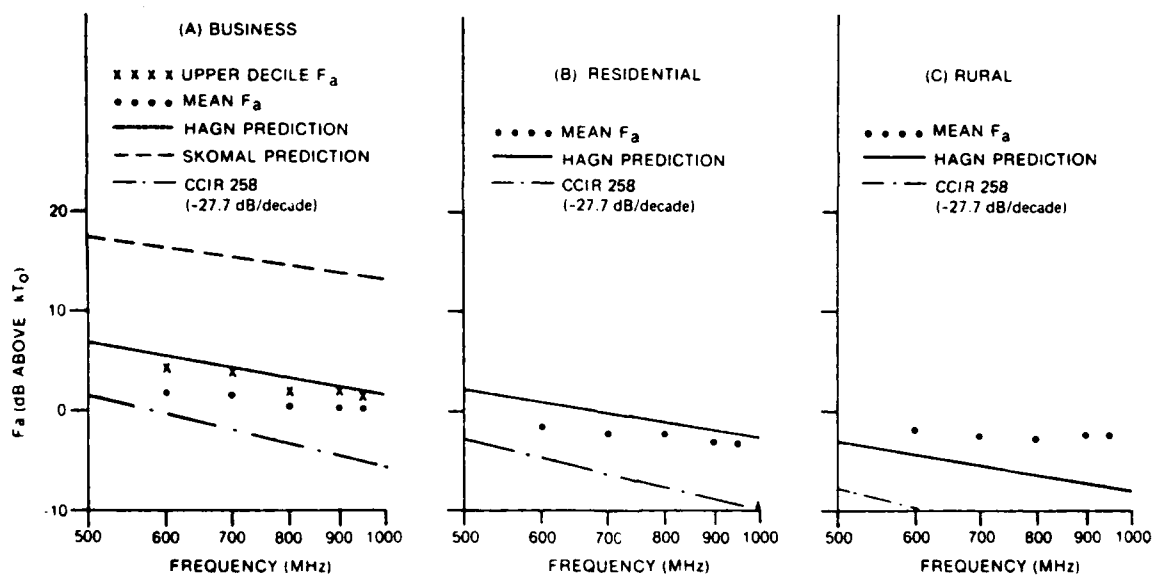 (A) BUSINESS
x x x x UPPER DECILE Fa
• • • • MEAN Fa
HAGN PREDICTION
SKOMAL PREDICTION
CCIR 258
(-27.7 dB/decade)
Fa (dB ABOVE kTo)
20
10
0
-10
500 600 700 800 900 1000
FREQUENCY (MHz)
(B) RESIDENTIAL
• • • • MEAN Fa
HAGN PREDICTION
CCIR 258
(-27.7 dB/decade)
500 600 700 800 900 1000
FREQUENCY (MHz)
(C) RURAL
• • • • MEAN Fa
HAGN PREDICTION
CCIR 258
(-27.7 dB/decade)
500 600 700 800 900 1000
FREQUENCY (MHz)